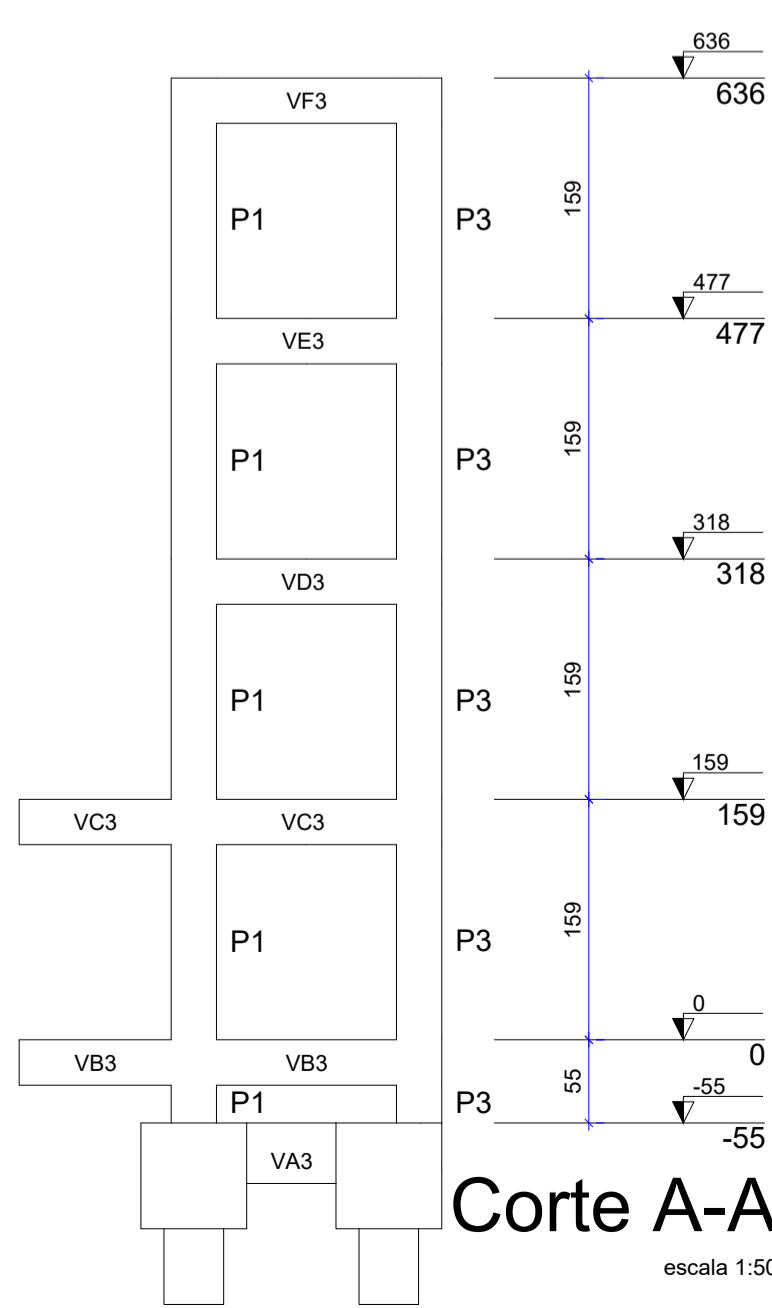 636
636
VF3
159
P1
P3
477
477
VE3
159
P1
P3
318
318
VD3
159
P1
P3
159
159
VC3
VC3
159
P1
P3
0
0
VB3
VB3
55
P1
P3
-55
-55
VA3
Corte A-A
escala 1:50